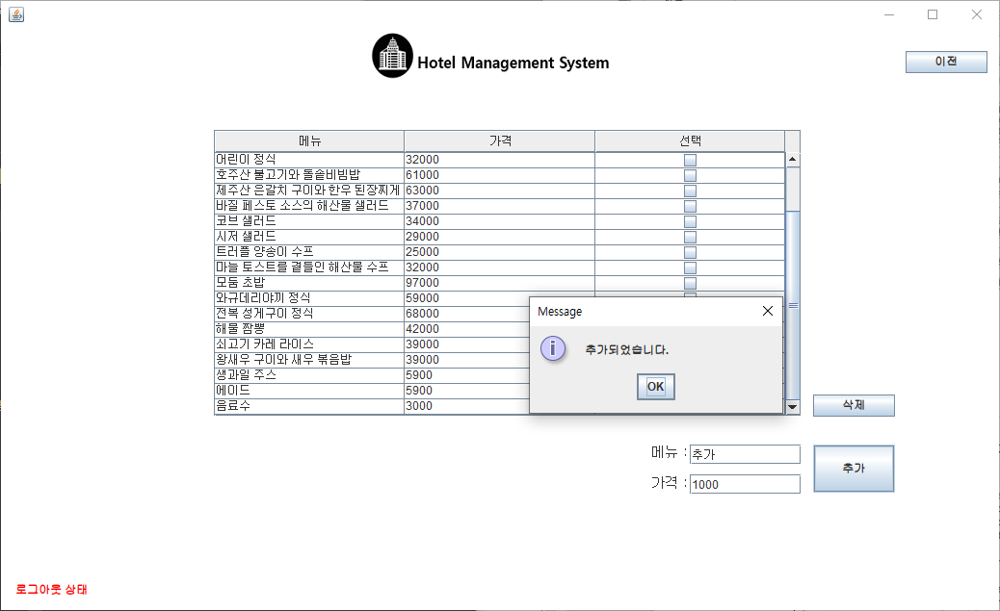 Hotel Management System
이전
메뉴 가격 선택
어린이 정식 32000
호주산 불고기와 돌솥비빔밥 61000
제주산 은갈치 구이와 한우 된장찌게 63000
바질 페스토 소스의 해산물 샐러드 37000
코브 샐러드 34000
시저 샐러드 29000
트러플 양송이 수프 25000
마늘 토스트를 곁들인 해산물 수프 32000
모둠 초밥 97000
와규데리야끼 정식 59000
전복 성게구이 정식 68000
해물 짬뽕 42000
쇠고기 카레 라이스 39000
왕새우 구이와 새우 볶음밥 39000
생과일 주스 5900
에이드 5900
음료수 3000
Message
추가되었습니다.
OK
삭제
메뉴 : 추가
가격 : 1000
추가
로그아웃 상태